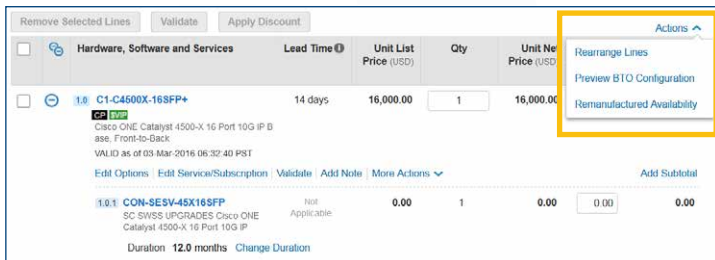 Remove Selected Lines Validate Apply Discount
Actions
Hardware, Software and Services Lead Time Unit List Price (USD) Qty Unit Net Price (USD)
Rearrange Lines
Preview BTO Configuration
Remanufactured Availability
1.0 C1-C4500X-16SFP+ 14 days 16,000.00 1 16,000.00
CP SVIP
Cisco ONE Catalyst 4500-X 16 Port 10G IP B
ase, Front-to-Back
VALID as of 03-Mar-2016 06:32:40 PST
Edit Options Edit Service/Subscription Validate Add Note More Actions Add Subtotal
1.0.1 CON-SESV-45X16SFP Not Applicable 0.00 1 0.00 0.00 0.00
SC SWSS UPGRADES Cisco ONE
Catalyst 4500-X 16 Port 10G IP
Duration 12.0 months Change Duration